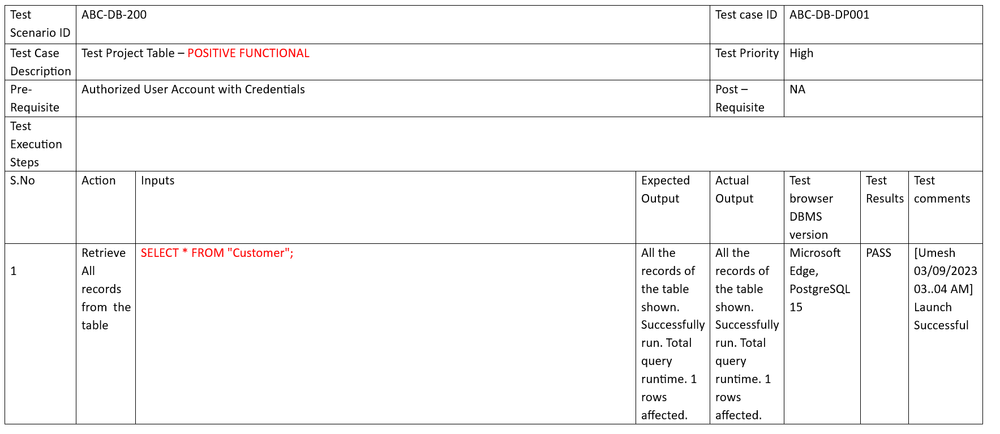 Test
Scenario ID
ABC-DB-200
Test case ID
ABC-DB-DP001
Test Case
Description
Test Project Table – POSITIVE FUNCTIONAL
Test Priority
High
Pre-
Requisite
Authorized User Account with Credentials
Post –
Requisite
NA
Test
Execution
Steps
S.No
Action
Inputs
Expected
Output
Actual
Output
Test
browser
DBMS
version
Test
Results
Test
comments
1
Retrieve
All
records
from the
table
SELECT * FROM "Customer";
All the
records of
the table
shown.
Successfully
run. Total
query
runtime. 1
rows
affected.
All the
records of
the table
shown.
Successfully
run. Total
query
runtime. 1
rows
affected.
Microsoft
Edge,
PostgreSQL
15
PASS
[Umesh
03/09/2023
03..04 AM]
Launch
Successful